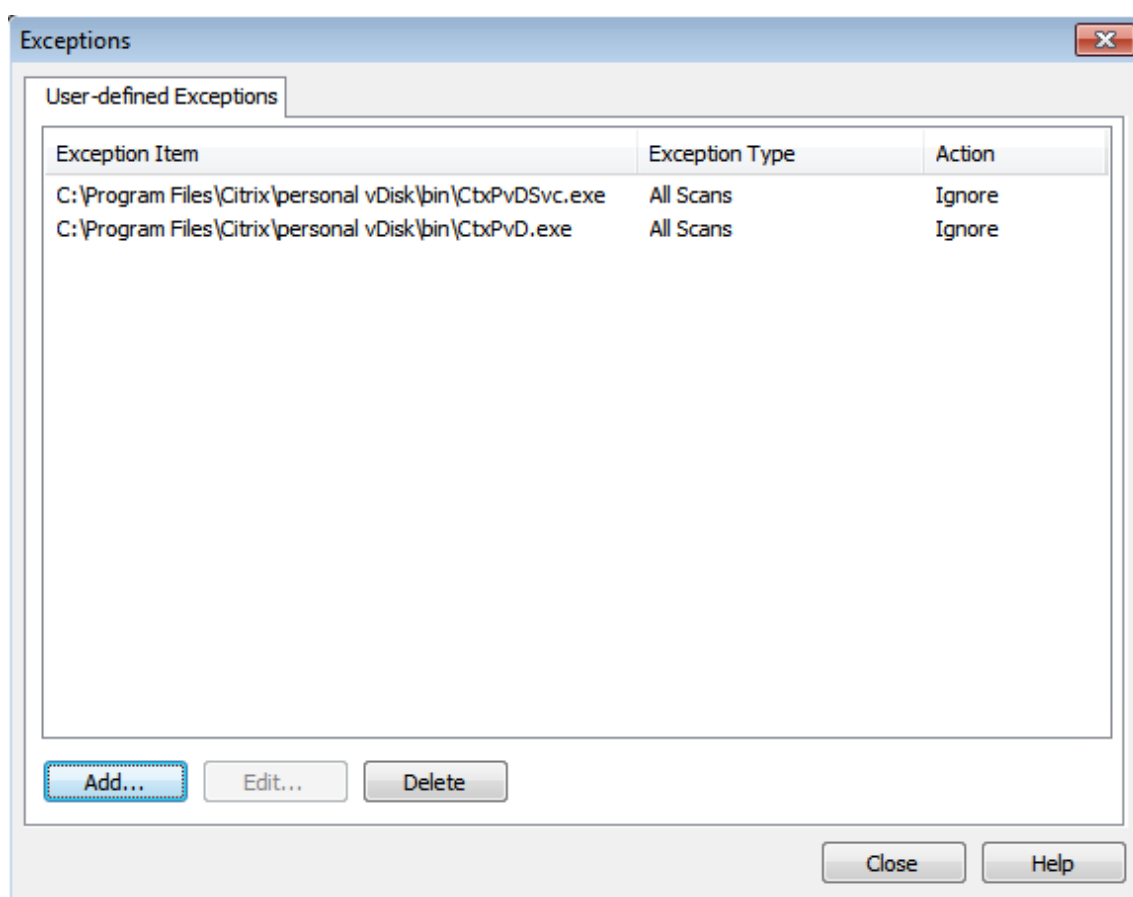 Exceptions
User-defined Exceptions
Exception Item Exception Type Action
C:\Program Files\Citrix\personal vDisk\bin\CtxPvDSvc.exe All Scans Ignore
C:\Program Files\Citrix\personal vDisk\bin\CtxPvD.exe All Scans Ignore
Add... Edit... Delete
Close Help